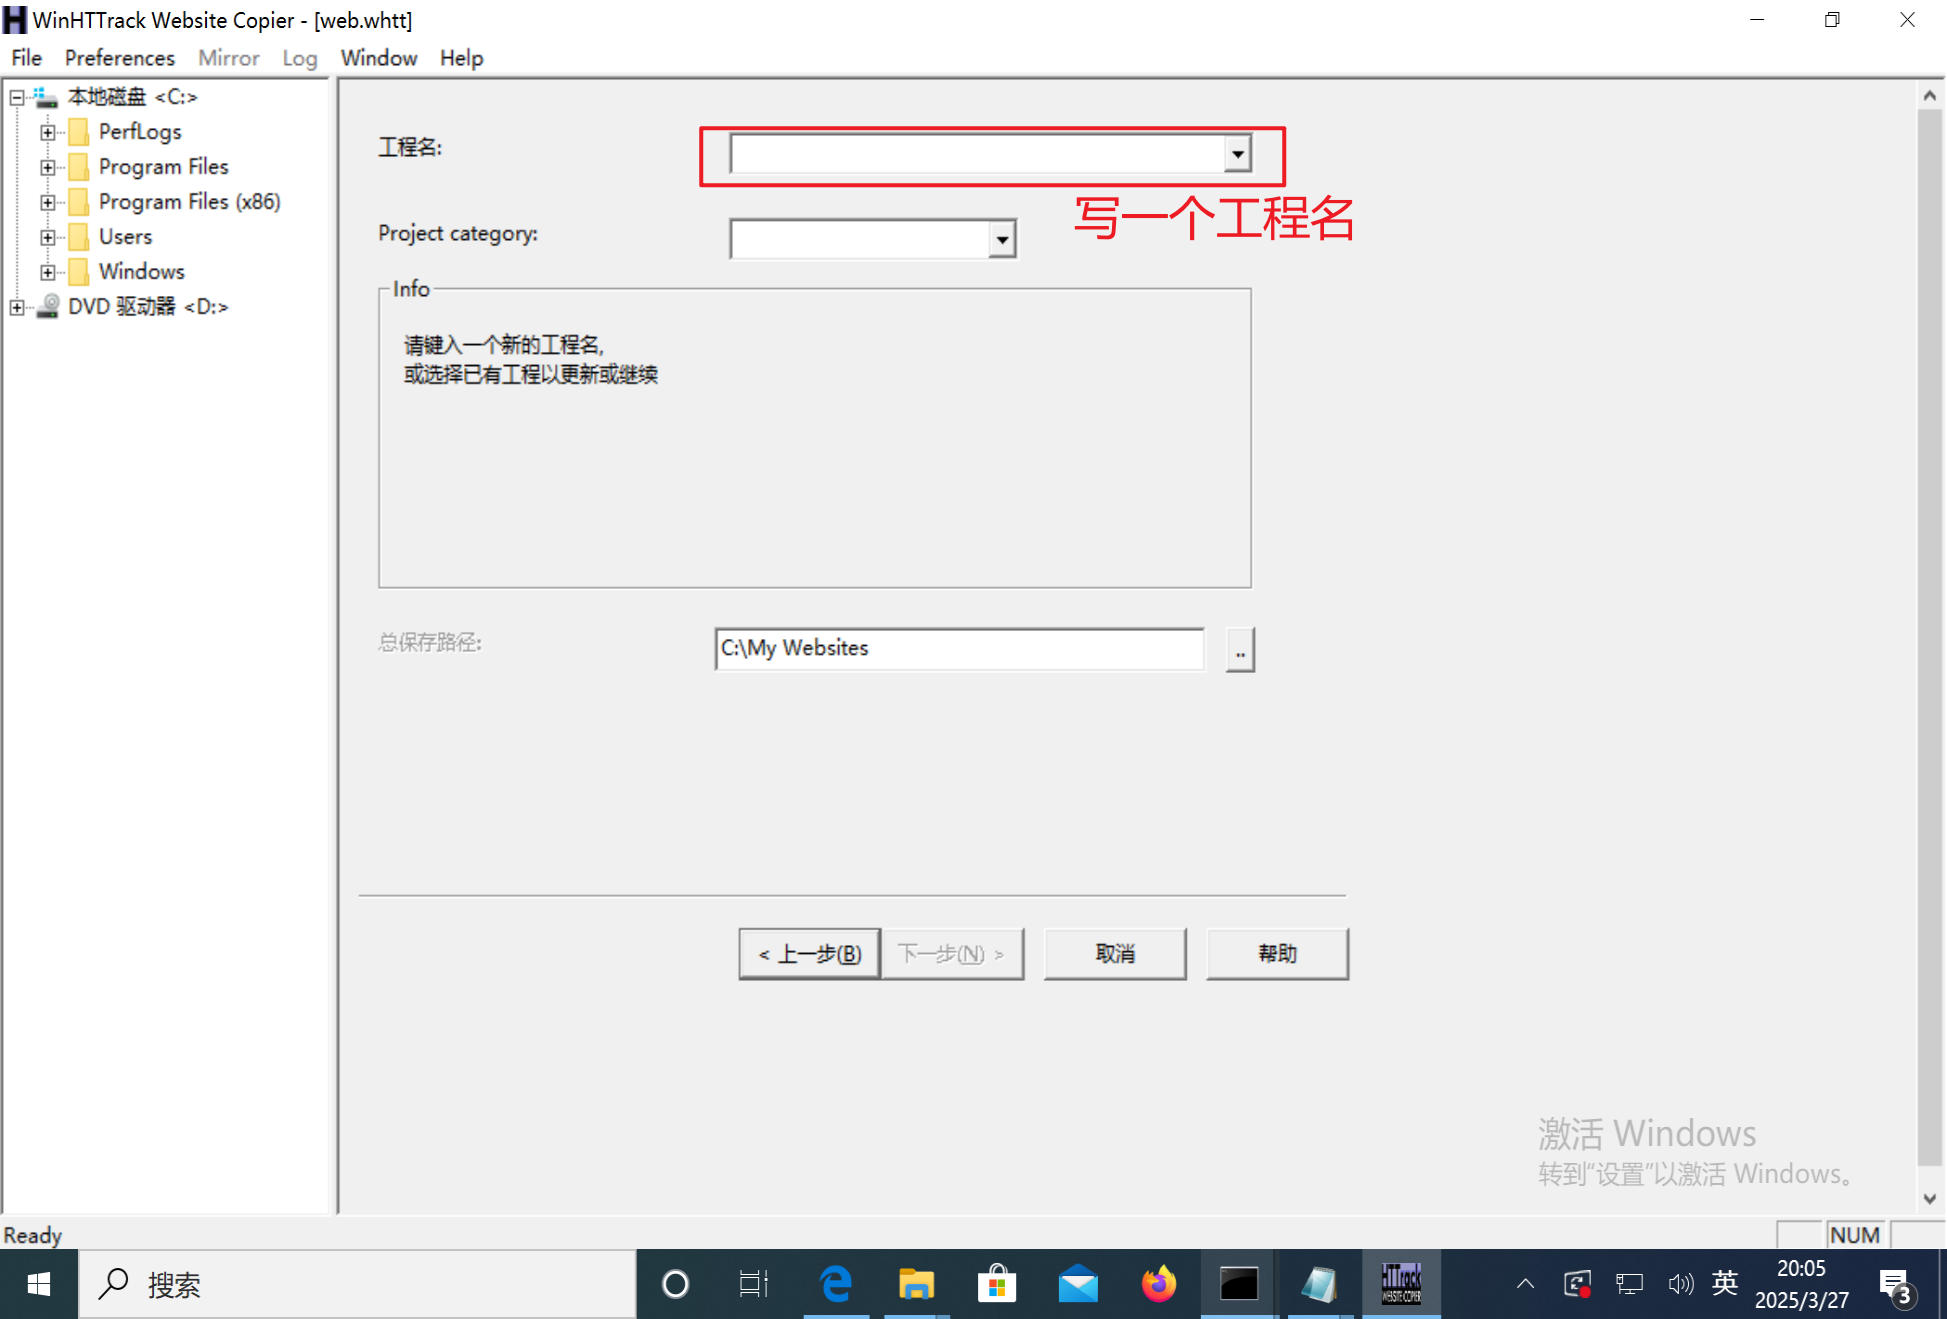 WinHTTrack Website Copier - [web.whtt]
File Preferences Mirror Log Window Help
本地磁盘 <C:>
PerfLogs
Program Files
Program Files (x86)
Users
Windows
DVD 驱动器 <D:>
工程名:
写一个工程名
Project category:
Info
请键入一个新的工程名,
或选择已有工程以更新或继续
总保存路径:
C:\My Websites
..
< 上一步(B)
下一步(N) >
取消
帮助
激活 Windows
转到“设置”以激活 Windows。
Ready
NUM
搜索
HTTrack
WEBSITE COPIER
英
20:05
2025/3/27
3